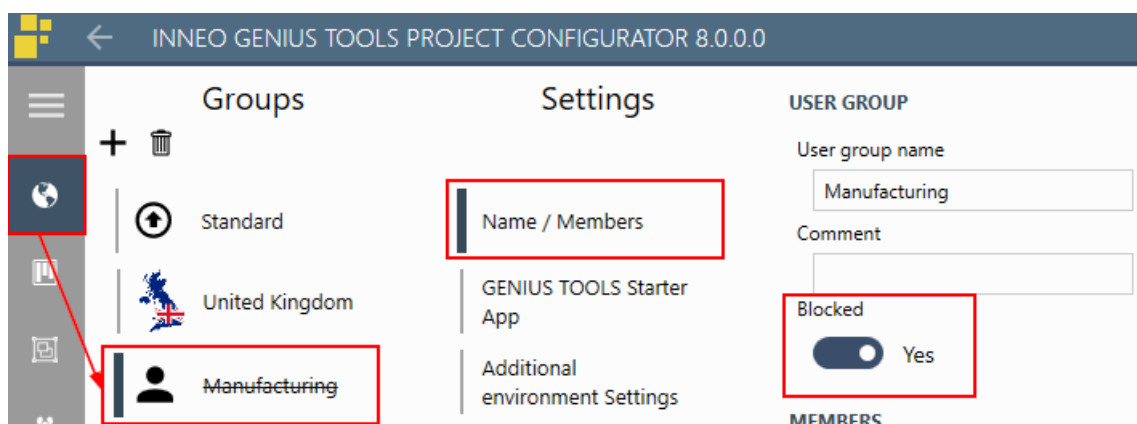 INNEO GENIUS TOOLS PROJECT CONFIGURATOR 8.0.0.0
Groups
Standard
United Kingdom
Manufacturing
Settings
Name / Members
GENIUS TOOLS Starter
App
Additional
environment Settings
USER GROUP
User group name
Manufacturing
Comment
Blocked
Yes
MEMBERS